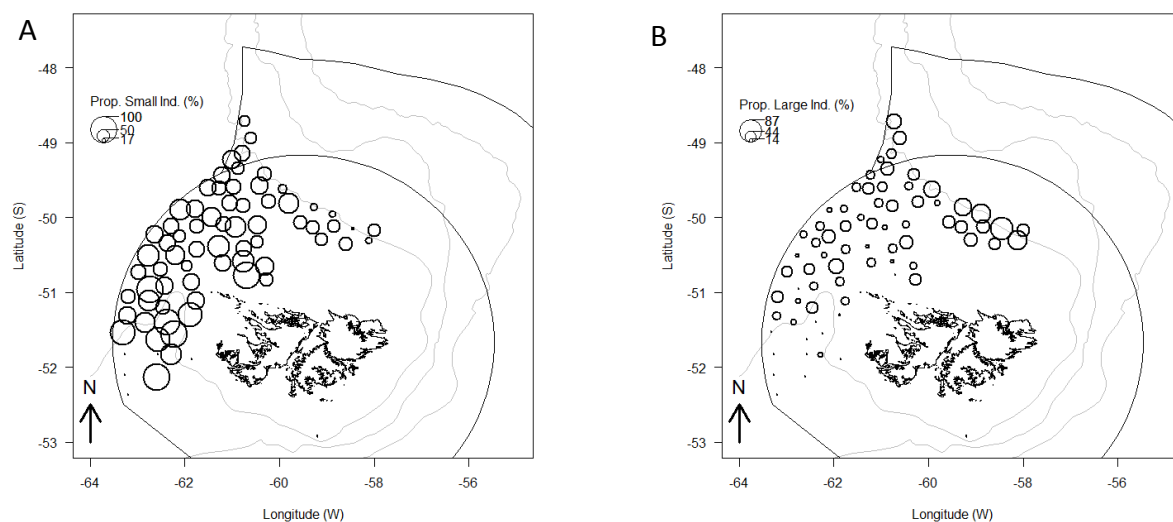 A
Prop. Small Ind. (%)
100
50
17
N
-48
-49
-50
-51
-52
-53
Latitude (S)
-64
-62
-60
-58
-56
Longitude (W)
B
Prop. Large Ind. (%)
87
44
14
N
-48
-49
-50
-51
-52
-53
Latitude (S)
-64
-62
-60
-58
-56
Longitude (W)